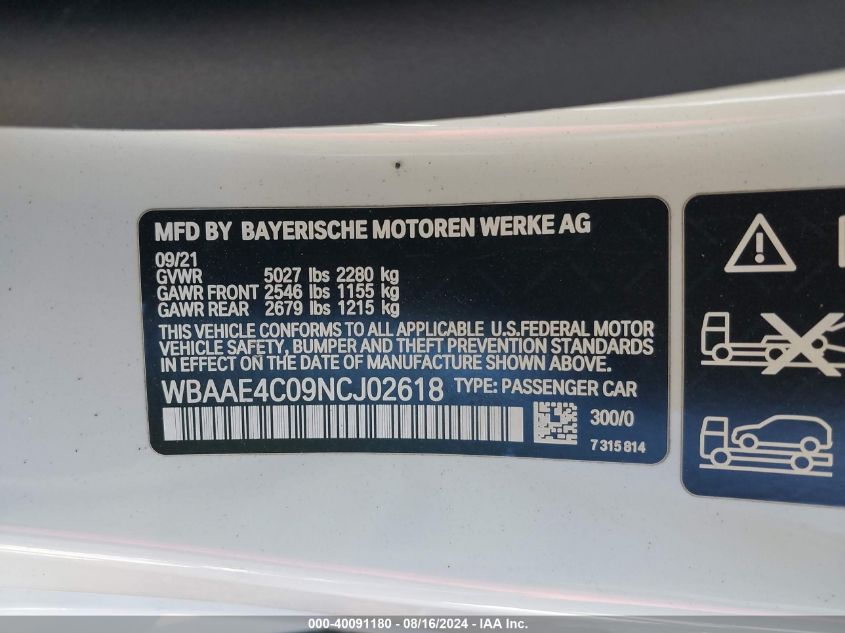 MFD BY BAYERISCHE MOTOREN WERKE AG
09/21
GVWR 5027 lbs 2280 kg
GAWR FRONT 2546 lbs 1155 kg
GAWR REAR 2679 lbs 1215 kg
THIS VEHICLE CONFORMS TO ALL APPLICABLE U.S.FEDERAL MOTOR
VEHICLE SAFETY, BUMPER AND THEFT PREVENTION STANDARDS
IN EFFECT ON THE DATE OF MANUFACTURE SHOWN ABOVE.
WBAAE4C09NCJ02618 TYPE: PASSENGER CAR
300/0
7 315 814
000-40091180 - 08/16/2024 - IAA Inc.